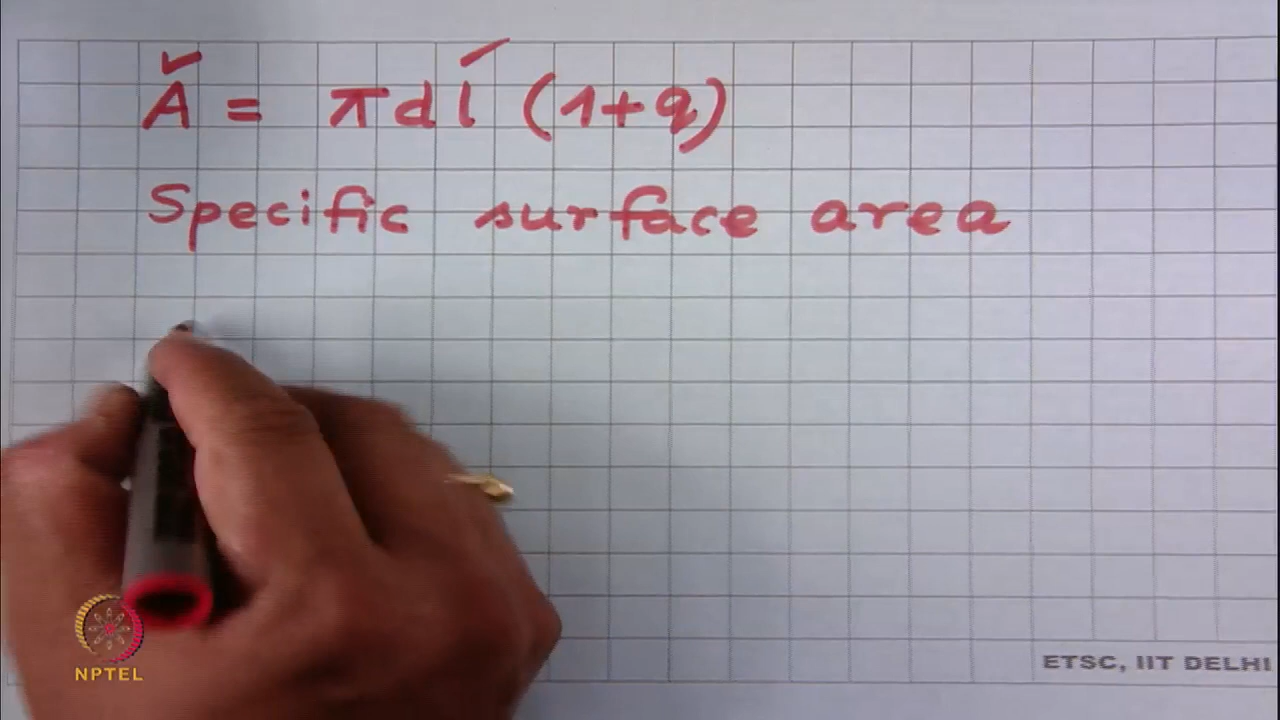 Ǎ = πdĺ (1+q)
Specific surface area
NPTEL
ETSC, IIT DELHI